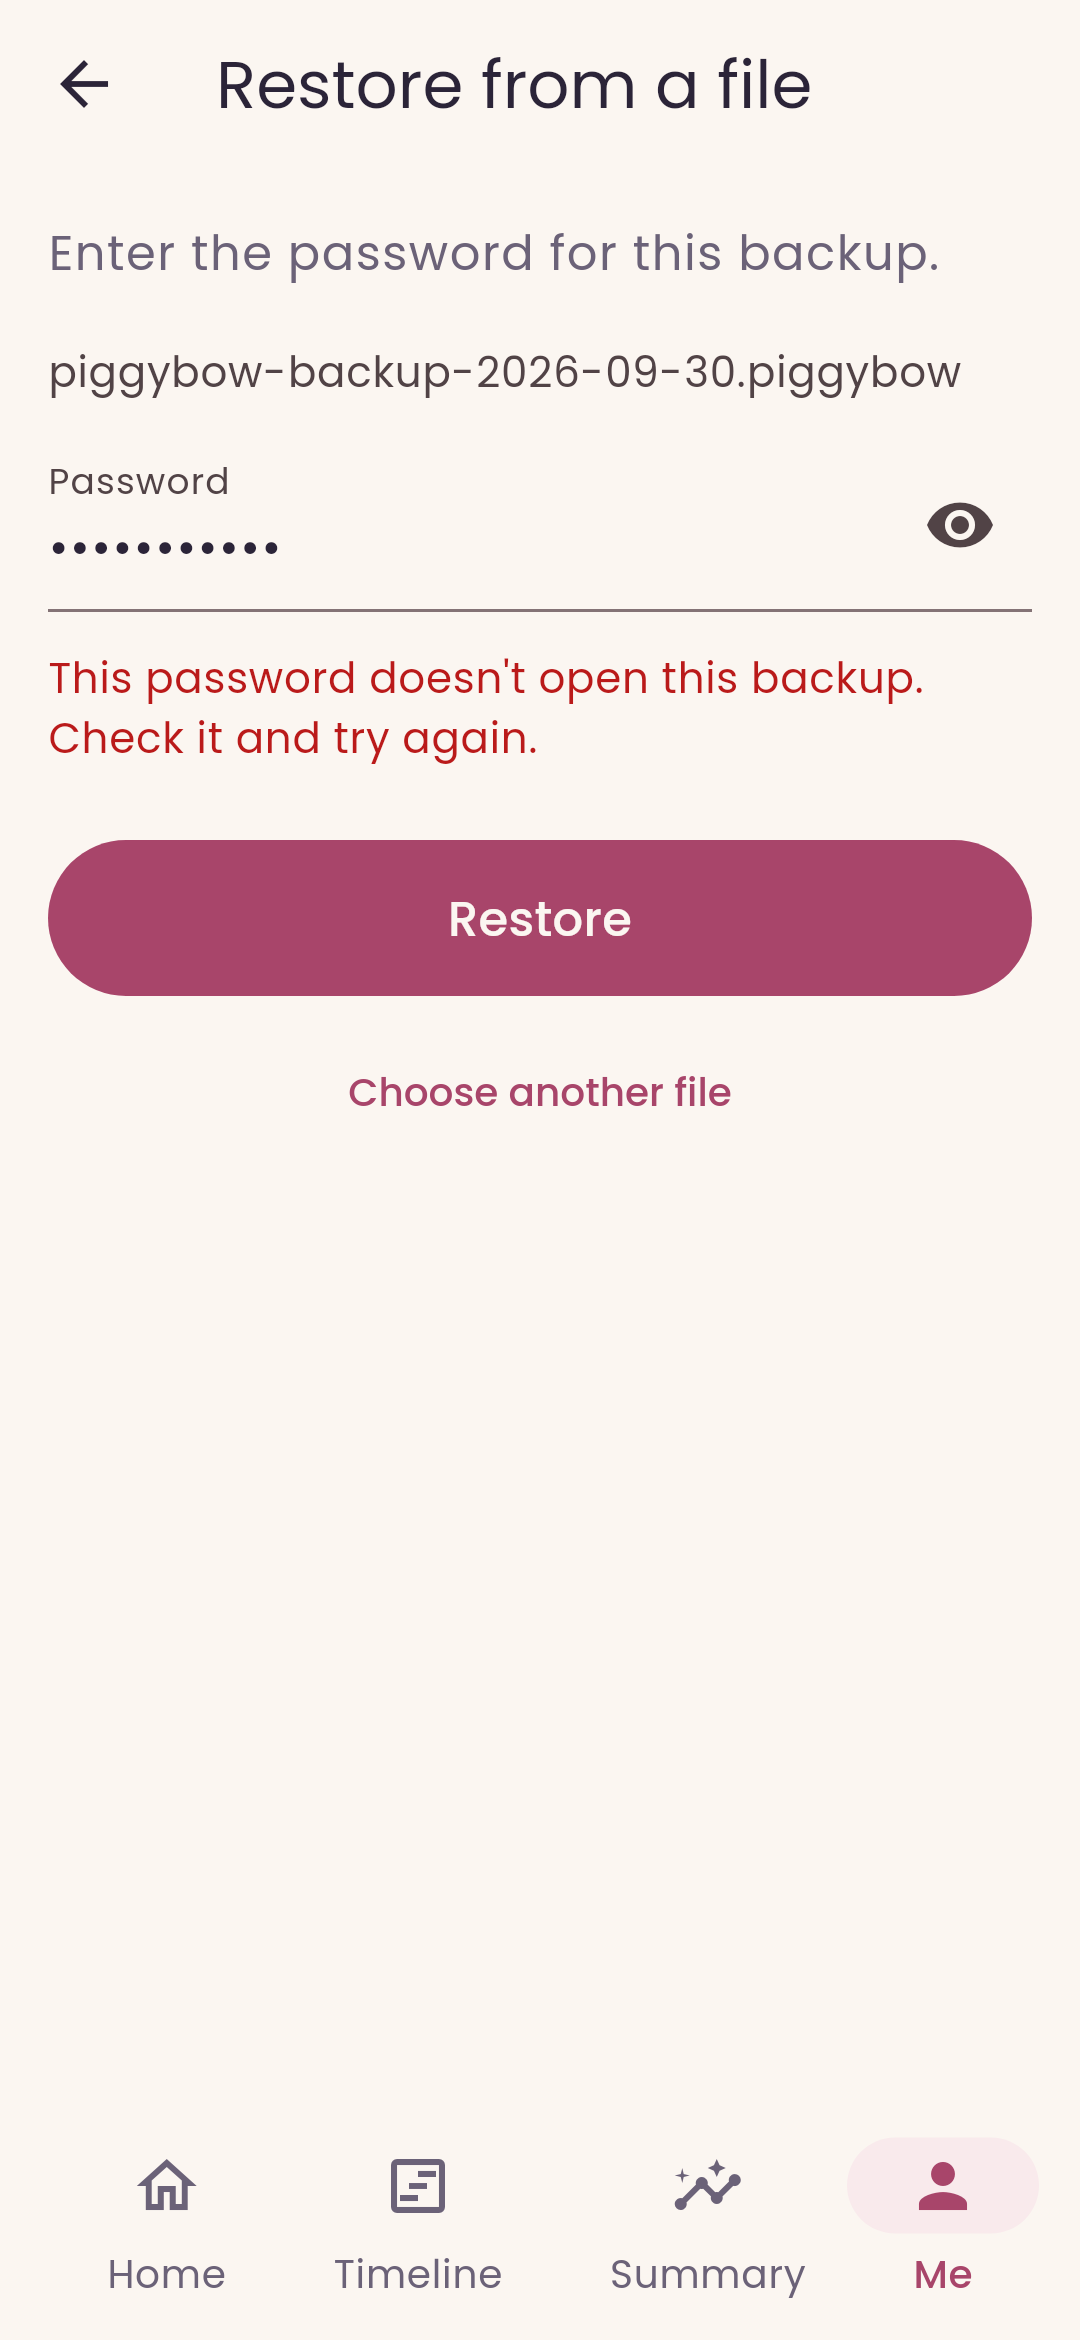 Restore from a file
Enter the password for this backup.
piggybow-backup-2026-09-30.piggybow
Password
•••••••••••
This password doesn't open this backup.
Check it and try again.
Restore
Choose another file
Home
Timeline
Summary
Me